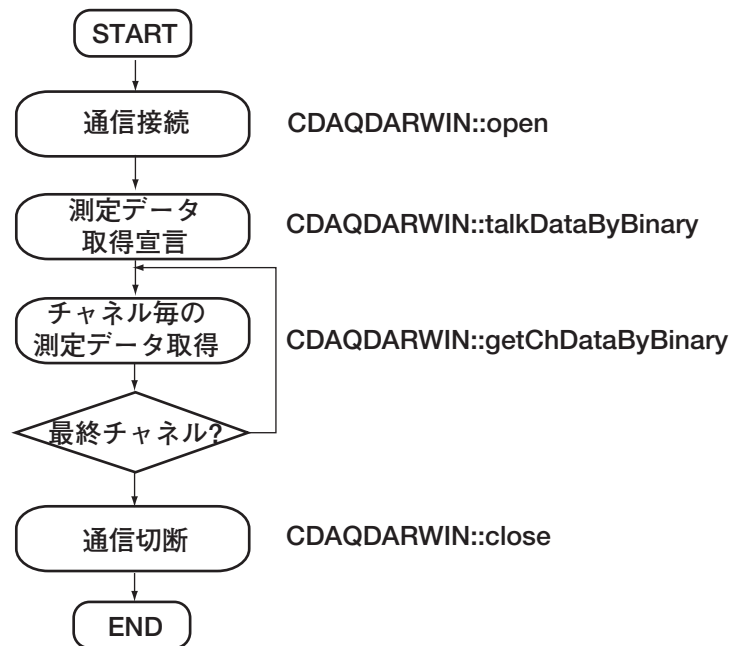 START
通信接続
CDAQDARWIN::open
測定データ
取得宣言
CDAQDARWIN::talkDataByBinary
チャネル毎の
測定データ取得
CDAQDARWIN::getChDataByBinary
最終チャネル?
通信切断
CDAQDARWIN::close
END